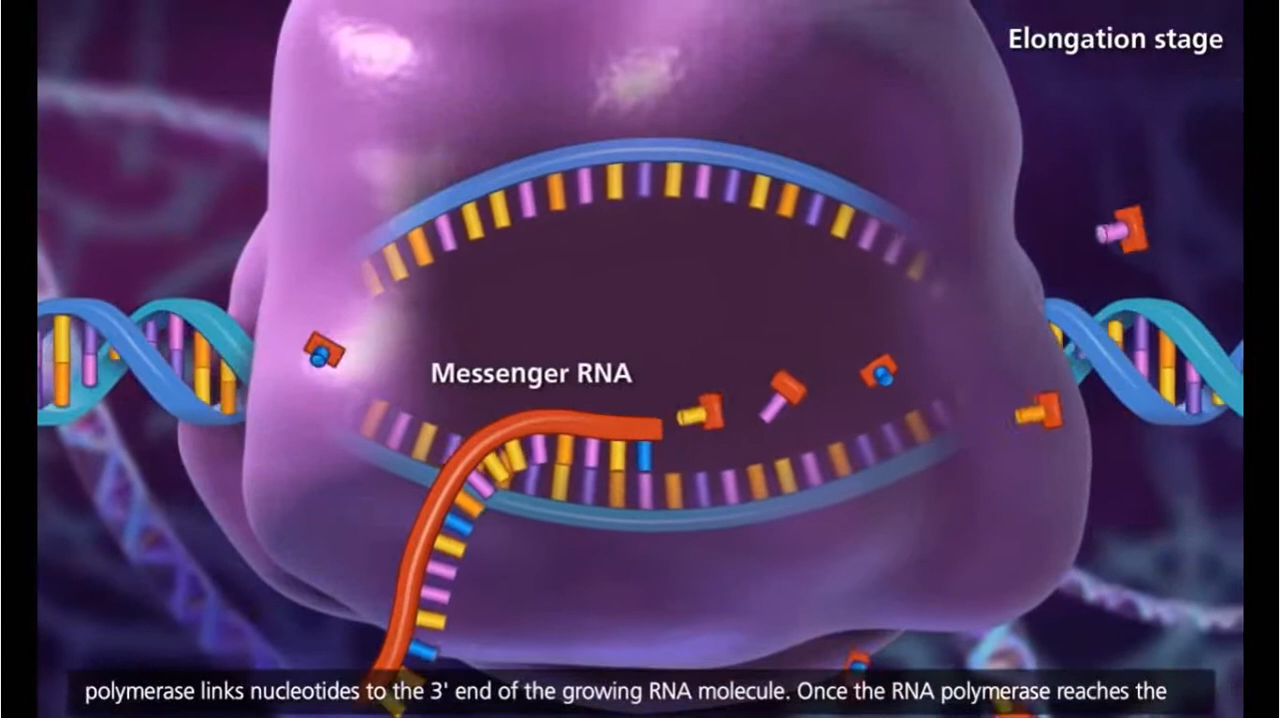 Elongation stage
Messenger RNA
polymerase links nucleotides to the 3' end of the growing RNA molecule. Once the RNA polymerase reaches the